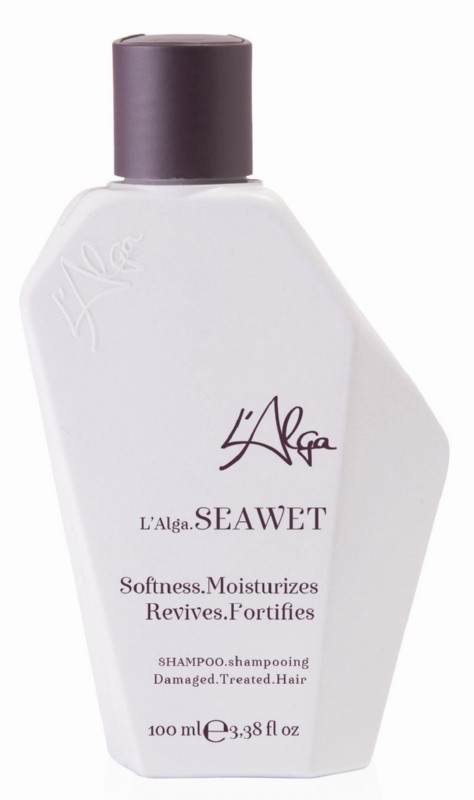 L'Alga
L'Alga
L'Alga.SEAWET
Softness.Moisturizes
Revives.Fortifies
SHAMPOO.shampooing
Damaged.Treated.Hair
100 ml℮3,38 fl oz